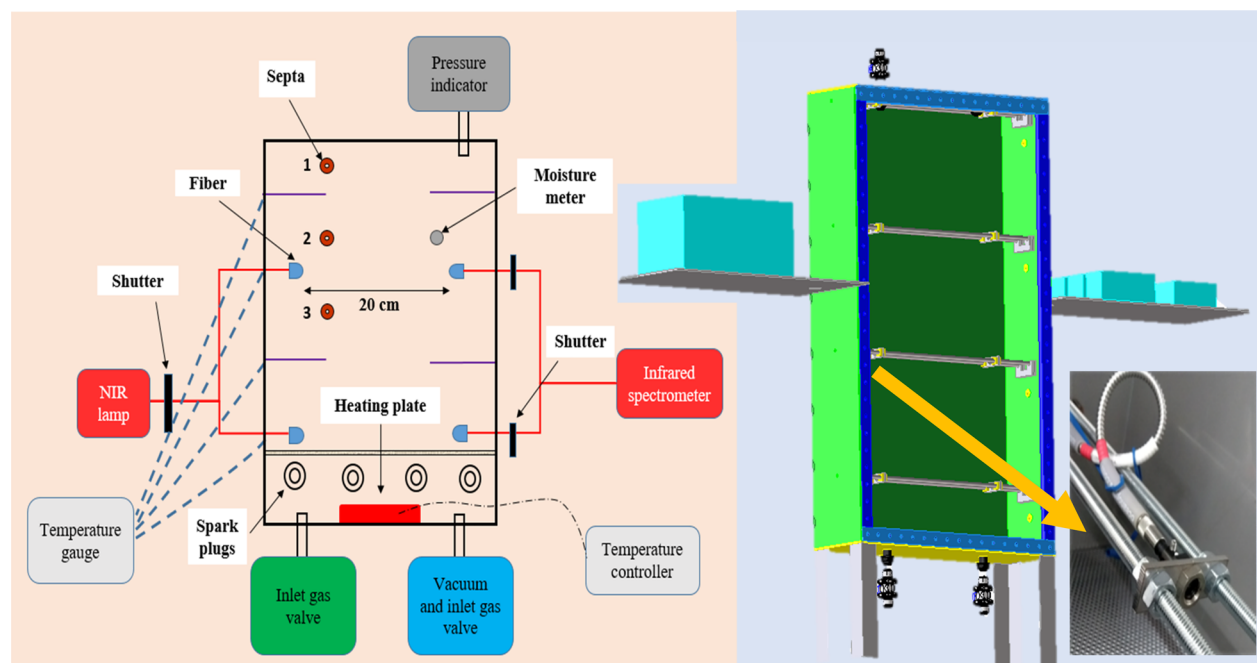 Pressure
indicator
Septa
1
Fiber
Moisture
meter
2
Shutter
20 cm
3
Shutter
NIR
lamp
Infrared
spectrometer
Heating plate
Temperature
gauge
Spark
plugs
Temperature
controller
Inlet gas
valve
Vacuum
and inlet gas
valve